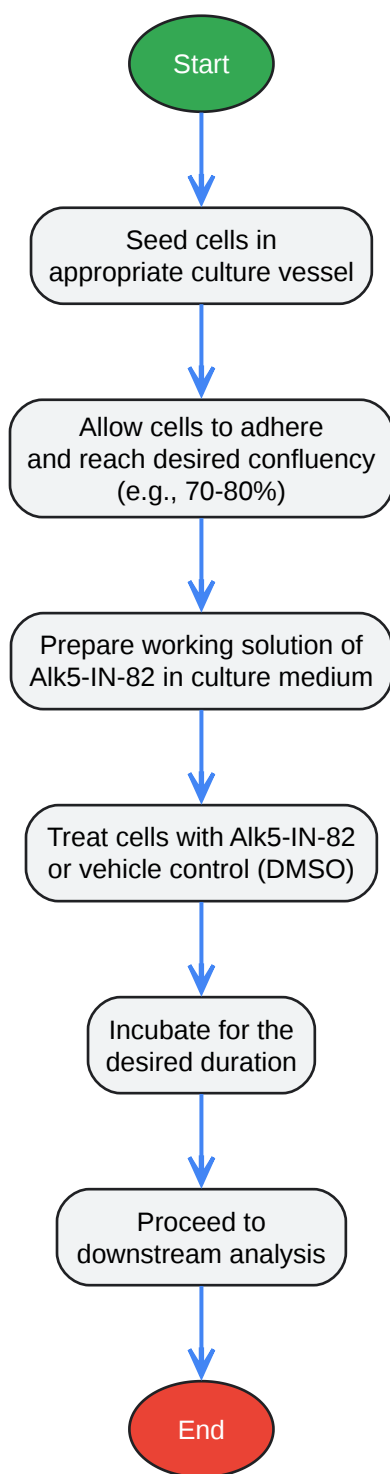 Start
Seed cells in
appropriate culture vessel
Allow cells to adhere
and reach desired confluency
(e.g., 70-80%)
Prepare working solution of
Alk5-IN-82 in culture medium
Treat cells with Alk5-IN-82
or vehicle control (DMSO)
Incubate for the
desired duration
Proceed to
downstream analysis
End